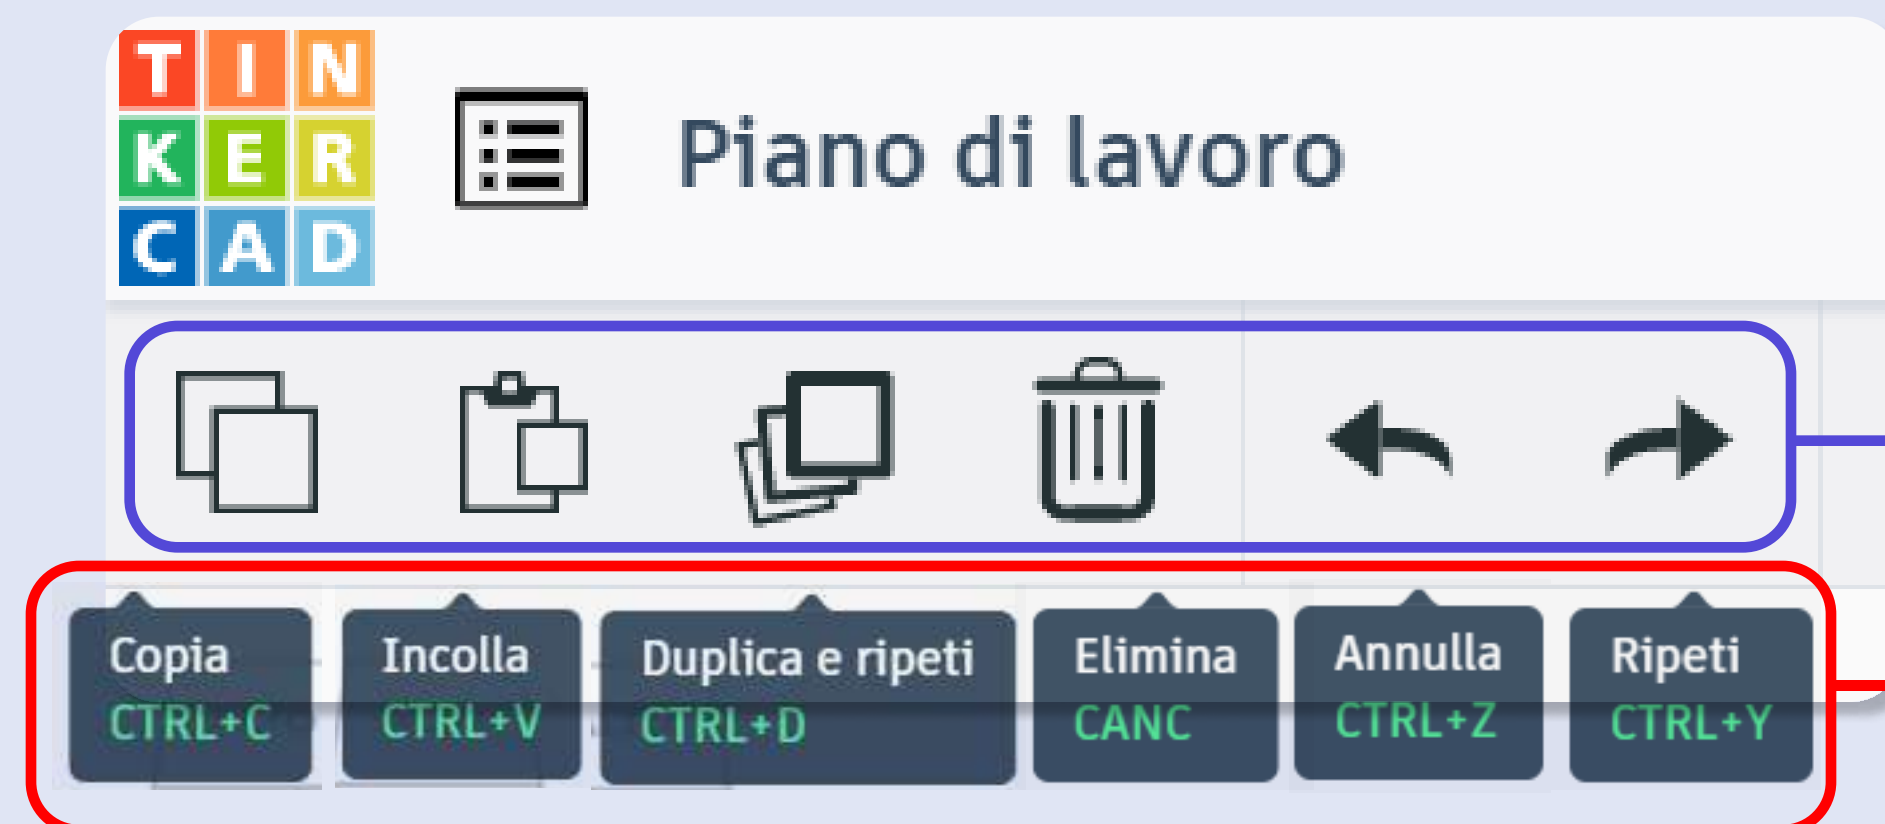 TIN
KER
CAD
Piano di lavoro
Copia
CTRL+C
Incolla
CTRL+V
Duplica e ripeti
CTRL+D
Elimina
CANC
Annulla
CTRL+Z
Ripeti
CTRL+Y